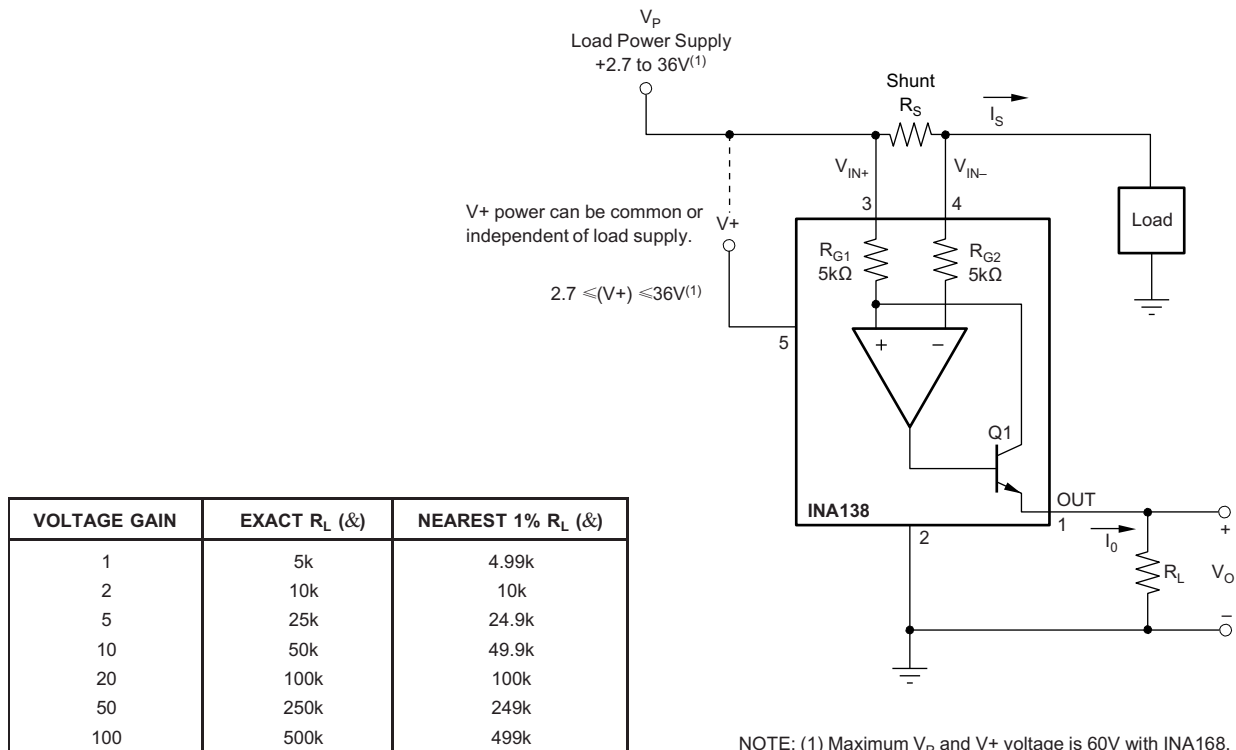 V_P
Load Power Supply
+2.7 to 36V(1)
Shunt
R_S
I_S
V_IN+
V_IN–
3
4
Load
V+ power can be common or
independent of load supply.
V+
R_G1
5kΩ
R_G2
5kΩ
2.7 ≤(V+) ≤36V(1)
5
+
–
Q1
INA138
OUT
1
2
I_0
+
R_L
V_O
–
VOLTAGE GAIN EXACT R_L (&) NEAREST 1% R_L (&)
1 5k 4.99k
2 10k 10k
5 25k 24.9k
10 50k 49.9k
20 100k 100k
50 250k 249k
100 500k 499k
NOTE: (1) Maximum V_P and V+ voltage is 60V with INA168.